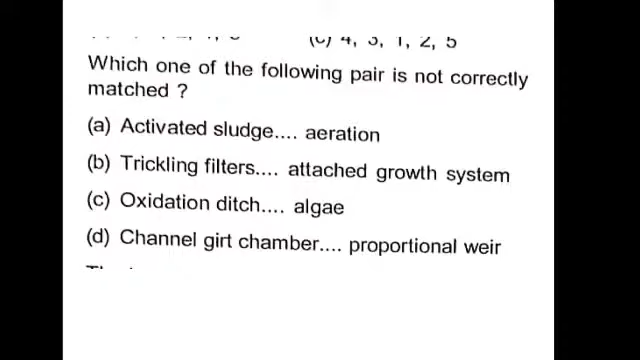 (c) 4, 3, 1, 2, 5
Which one of the following pair is not correctly
matched ?
(a) Activated sludge.... aeration
(b) Trickling filters.... attached growth system
(c) Oxidation ditch.... algae
(d) Channel girt chamber.... proportional weir